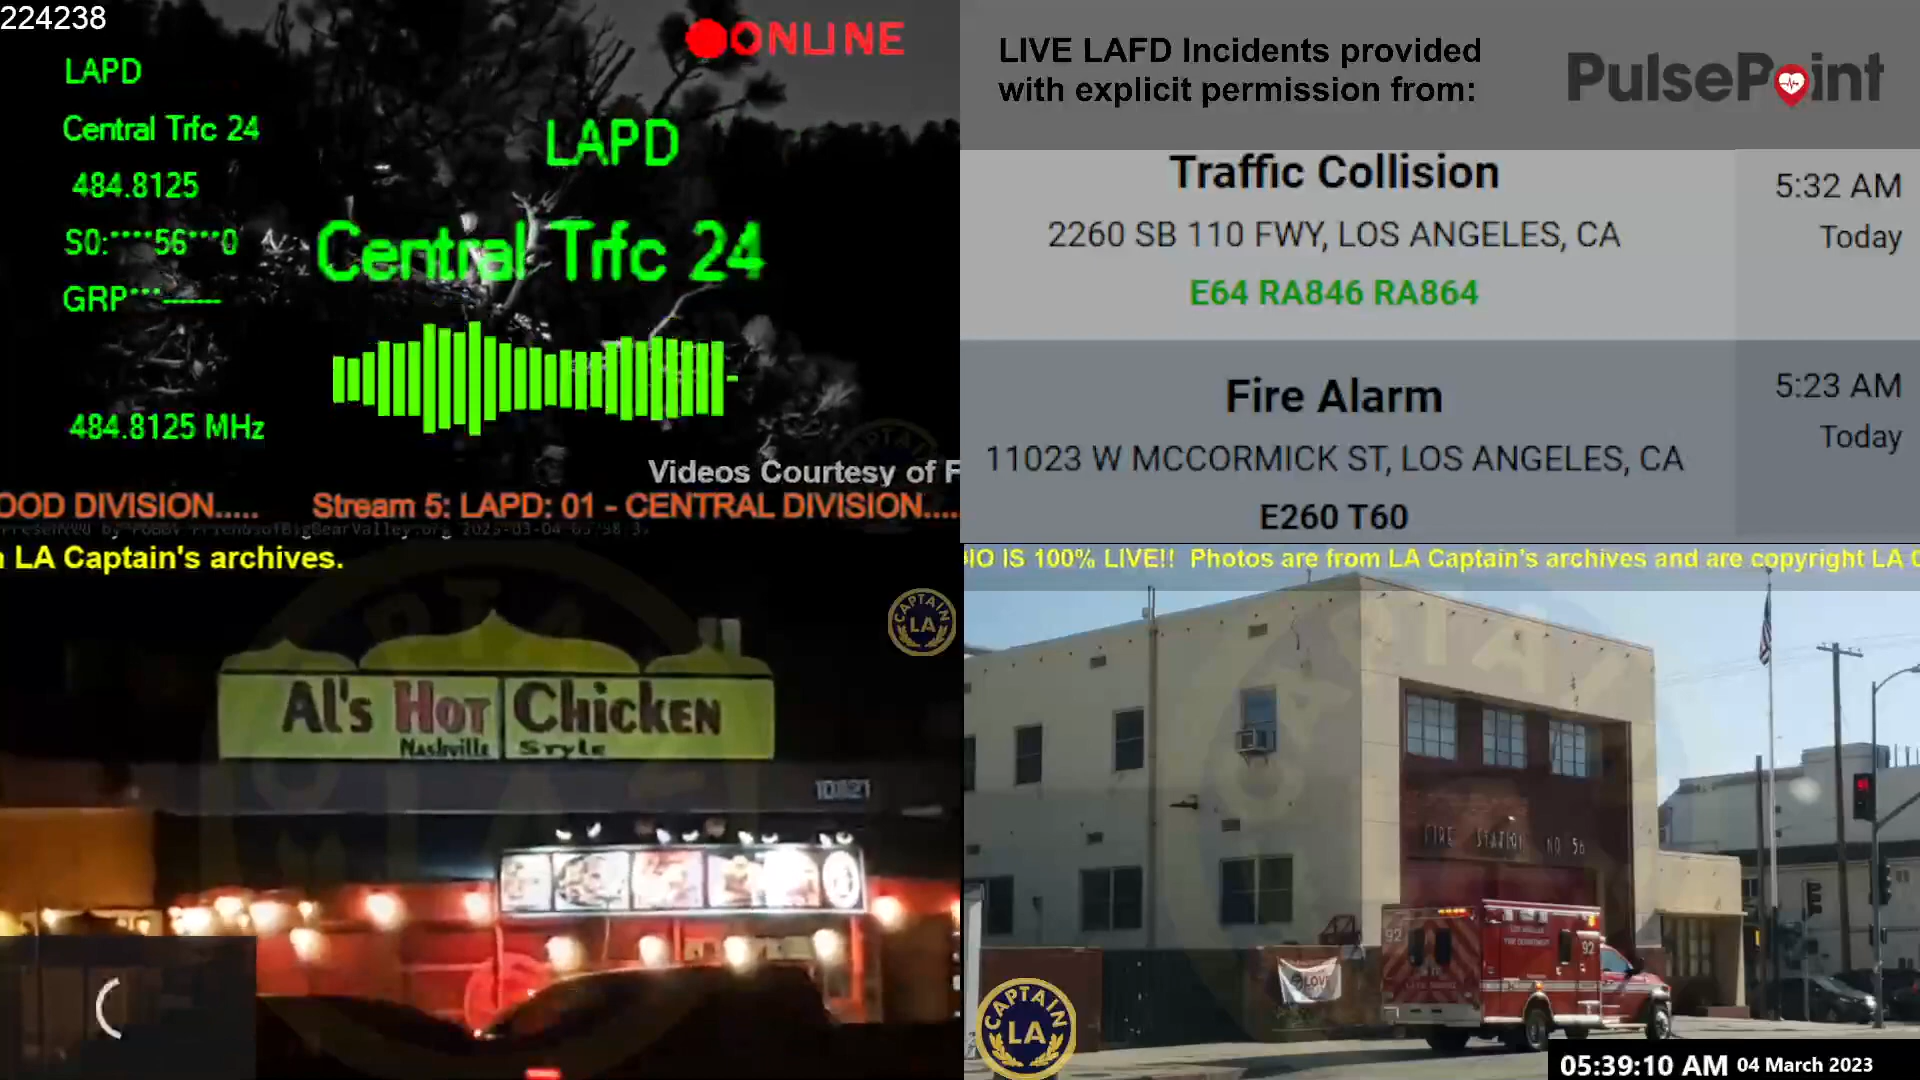 224238
LAPD
Central Trfc 24
484.8125
S0:****56***0
GRP***-------
484.8125 MHz
ONLINE
LAPD
Central Trfc 24
Videos Courtesy of F
OOD DIVISION.....
Stream 5: LAPD: 01 - CENTRAL DIVISION....
LIVE LAFD Incidents provided
with explicit permission from:
PulsePoint
Traffic Collision
2260 SB 110 FWY, LOS ANGELES, CA
E64 RA846 RA864
5:32 AM
Today
Fire Alarm
11023 W MCCORMICK ST, LOS ANGELES, CA
E260 T60
5:23 AM
Today
LA Captain's archives.
CAPTAIN
LA
Al's Hot Chicken
Nashville Style
10821
IO IS 100% LIVE!! Photos are from LA Captain's archives and are copyright LA C
FIRE STATION NO 56
92
92
LOVE
CAPTAIN
LA
05:39:10 AM 04 March 2023